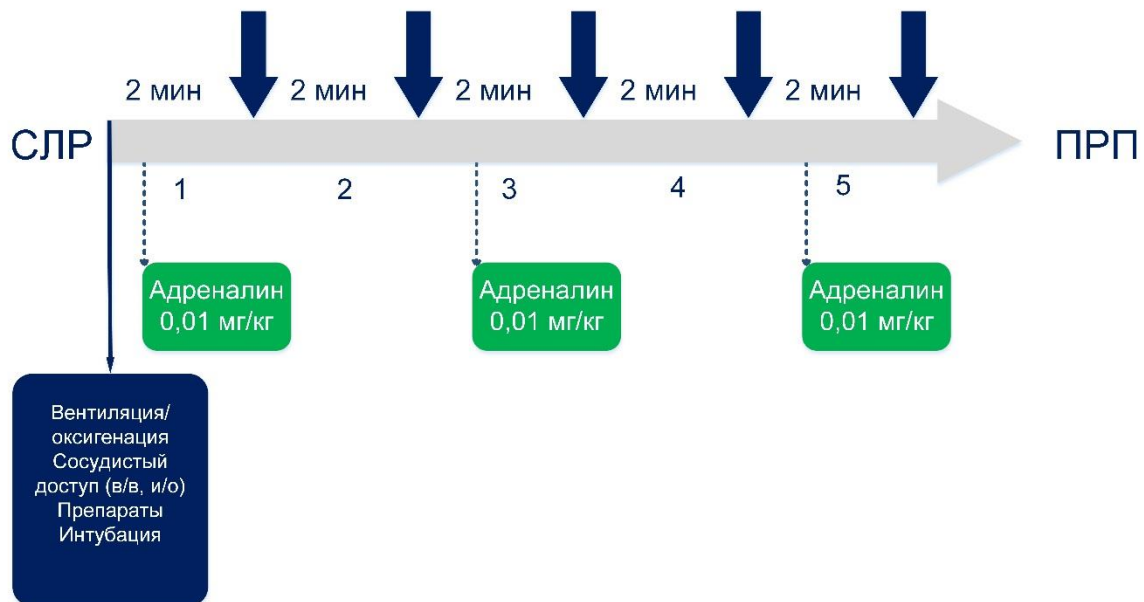 2 мин
2 мин
2 мин
2 мин
2 мин
СЛР
ПРП
1
2
3
4
5
Адреналин
0,01 мг/кг
Адреналин
0,01 мг/кг
Адреналин
0,01 мг/кг
Вентиляция/
оксигенация
Сосудистый
доступ (в/в, и/о)
Препараты
Интубация